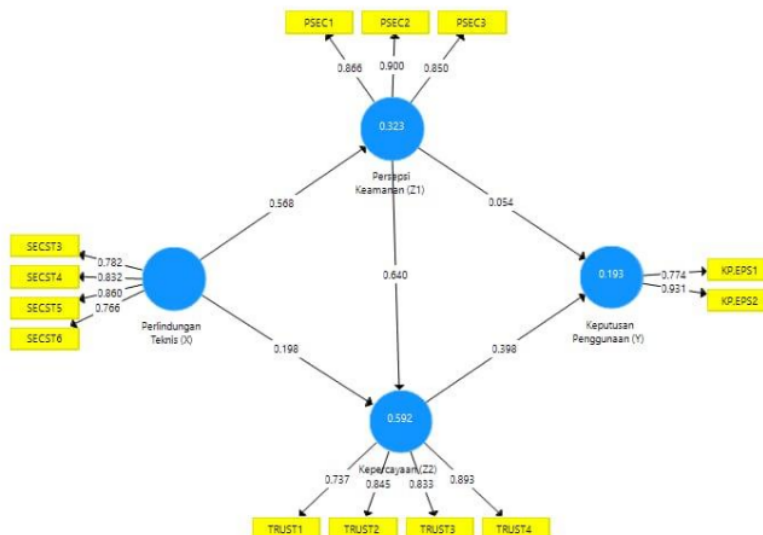 PSEC1
PSEC2
PSEC3
0.866
0.900
0.850
0.323
Persepsi
Keamanan (Z1)
0.568
0.054
0.640
SECST3
SECST4
SECST5
SECST6
0.782
0.832
0.860
0.766
Perlindungan
Teknis (X)
0.193
0.774
0.931
KP.EPS1
KP.EPS2
Keputusan
Penggunaan (Y)
0.198
0.398
0.592
Kepercayaan (Z2)
0.737
0.845
0.833
0.893
TRUST1
TRUST2
TRUST3
TRUST4